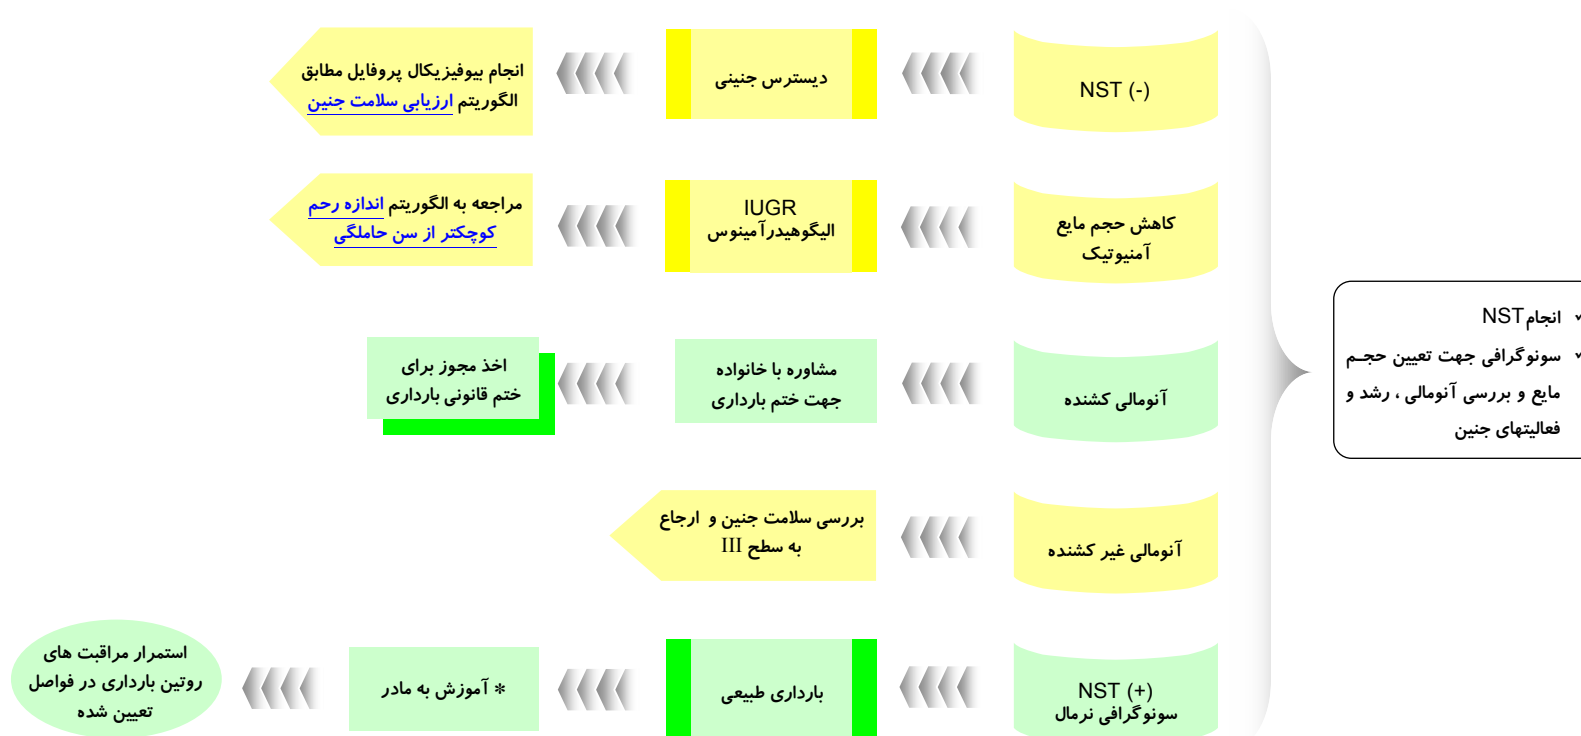 انجام NST
سونوگرافی جهت تعیین حجم
مایع و بررسی آنومالی ، رشد و
فعالیتهای جنین
NST (-)
دیسترس جنینی
انجام بیوفیزیکال پروفایل مطابق
الگوریتم ارزیابی سلامت جنین
کاهش حجم مایع
آمنیوتیک
IUGR
الیگوهیدرآمینوس
مراجعه به الگوریتم اندازه رحم
کوچکتر از سن حاملگی
آنومالی کشنده
مشاوره با خانواده
جهت ختم بارداری
اخذ مجوز برای
ختم قانونی بارداری
آنومالی غیر کشنده
بررسی سلامت جنین و ارجاع
به سطح III
NST (+)
سونوگرافی نرمال
بارداری طبیعی
* آموزش به مادر
استمرار مراقبت های
روتین بارداری در فواصل
تعیین شده